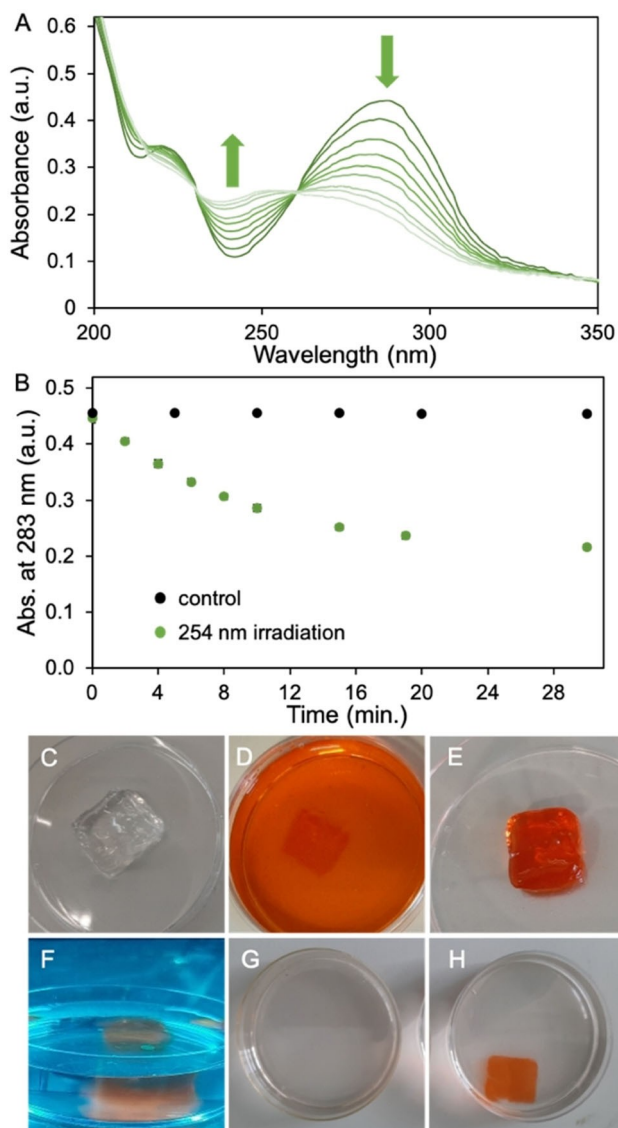 A
0.6
0.5
0.4
0.3
0.2
0.1
0
Absorbance (a.u.)
200
250
300
350
Wavelength (nm)
B
0.5
0.4
0.3
0.2
0.1
0.0
Abs. at 283 nm (a.u.)
control
254 nm irradiation
0
4
8
12
16
20
24
28
Time (min.)
C
D
E
F
G
H